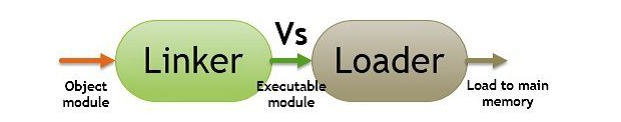 Vs
Linker
Loader
Object
module
Executable
module
Load to main
memory